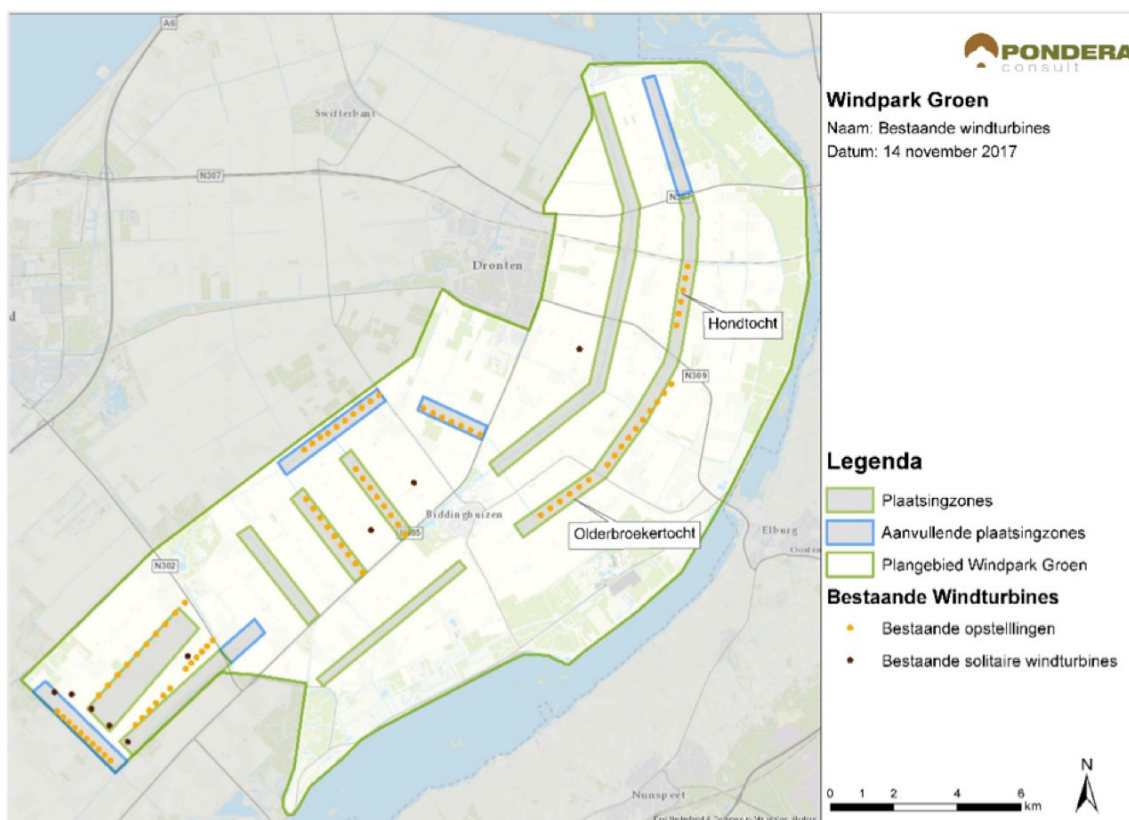 PONDERA
consult
Windpark Groen
Naam: Bestaande windturbines
Datum: 14 november 2017
A6
Swifterbant
N307
Dronten
Hondtocht
N309
Biddinghuizen
N305
Olderbroekertocht
Elburg
N302
Nunspeet
Legenda
Plaatsingzones
Aanvullende plaatsingzones
Plangebied Windpark Groen
Bestaande Windturbines
Bestaande opstelllingen
Bestaande solitaire windturbines
N
0 1 2 4 6
km